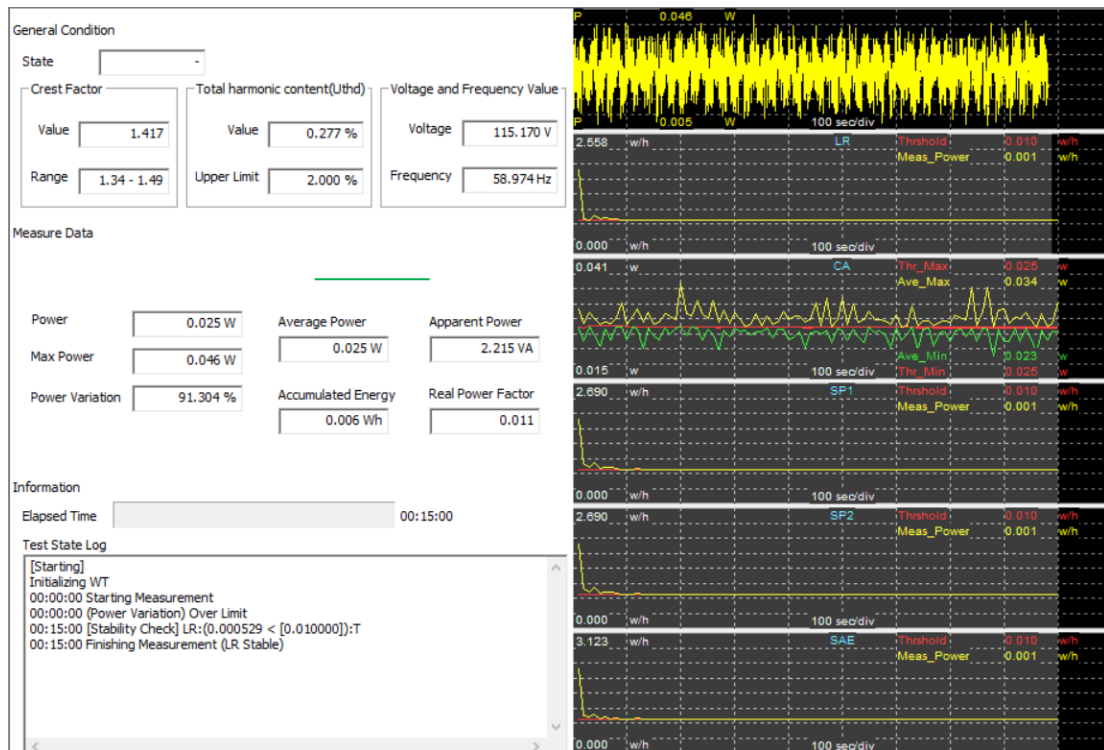 General Condition
State -
Crest Factor
Value 1.417
Range 1.34 - 1.49
Total harmonic content(Uthd)
Value 0.277 %
Upper Limit 2.000 %
Voltage and Frequency Value
Voltage 115.170 V
Frequency 58.974 Hz
Measure Data
Power 0.025 W
Max Power 0.046 W
Power Variation 91.304 %
Average Power
0.025 W
Apparent Power
2.215 VA
Accumulated Energy
0.006 Wh
Real Power Factor
0.011
Information
Elapsed Time 00:15:00
Test State Log
[Starting]
Initializing WT
00:00:00 Starting Measurement
00:00:00 (Power Variation) Over Limit
00:15:00 [Stability Check] LR:(0.000529 < [0.010000]):T
00:15:00 Finishing Measurement (LR Stable)
P 0.046 W
P 0.005 W 100 sec/div
2.558 w/h LR Thrshold 0.010 w/h
Meas_Power 0.001 w/h
0.000 w/h 100 sec/div
0.041 w CA Thr_Max 0.025 w
Ave_Max 0.034 w
Ave_Min 0.023 w
0.015 w 100 sec/div Thr_Min 0.025 w
2.690 w/h SP1 Thrshold 0.010 w/h
Meas_Power 0.001 w/h
0.000 w/h 100 sec/div
2.690 w/h SP2 Thrshold 0.010 w/h
Meas_Power 0.001 w/h
0.000 w/h 100 sec/div
3.123 w/h SAE Thrshold 0.010 w/h
Meas_Power 0.001 w/h
0.000 w/h 100 sec/div